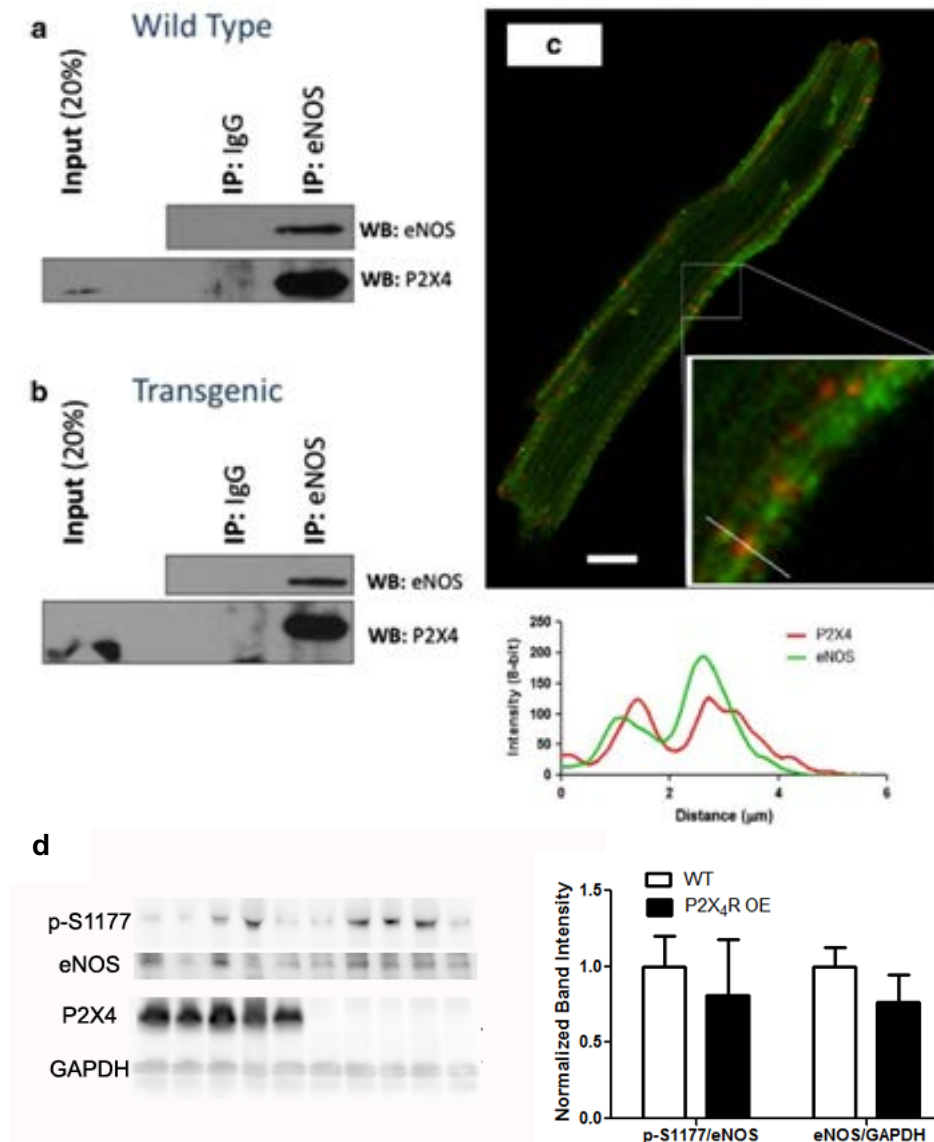 a
Wild Type
Input (20%)
IP: IgG
IP: eNOS
WB: eNOS
WB: P2X4
b
Transgenic
Input (20%)
IP: IgG
IP: eNOS
WB: eNOS
WB: P2X4
c
250
200
150
100
50
0
Intensity (8-bit)
P2X4
eNOS
0 2 4 6
Distance (μm)
d
p-S1177
eNOS
P2X4
GAPDH
WT
P2X₄R OE
1.5
1.0
0.5
0.0
Normalized Band Intensity
p-S1177/eNOS eNOS/GAPDH